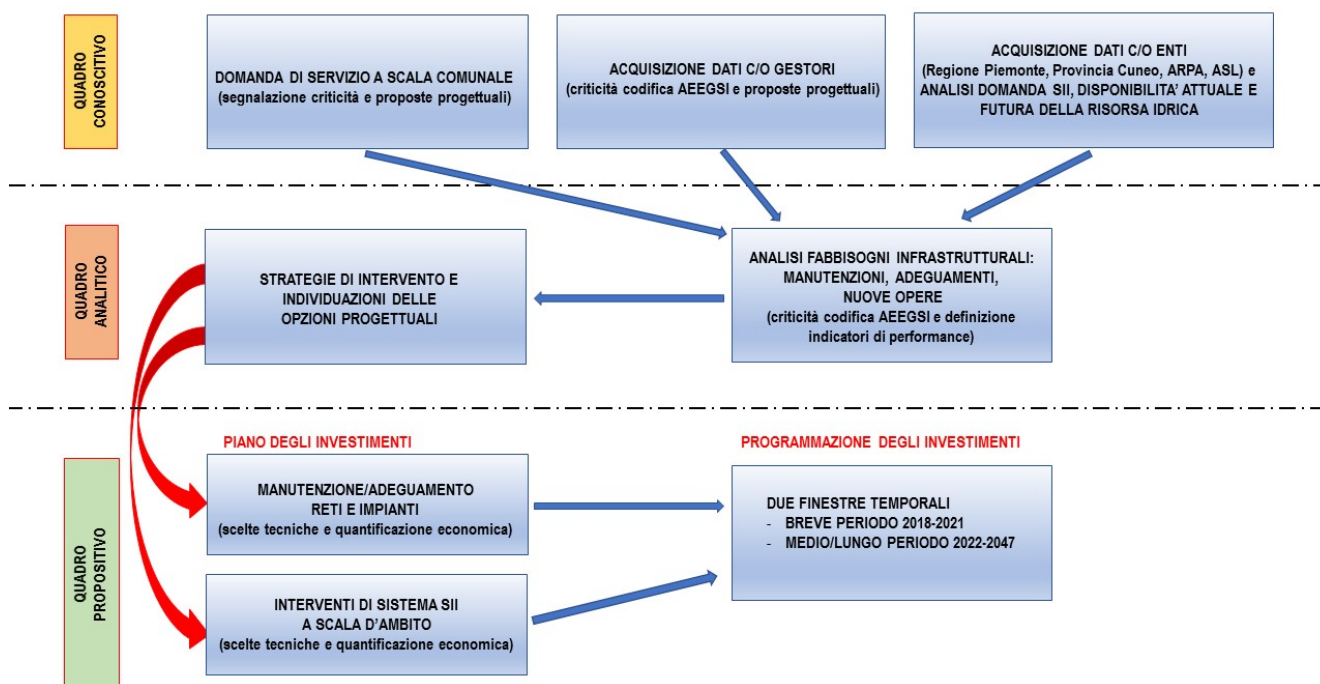 QUADRO
CONOSCITIVO
DOMANDA DI SERVIZIO A SCALA COMUNALE
(segnalazione criticità e proposte progettuali)
ACQUISIZIONE DATI C/O GESTORI
(criticità codifica AEEGSI e proposte progettuali)
ACQUISIZIONE DATI C/O ENTI
(Regione Piemonte, Provincia Cuneo, ARPA, ASL) e
ANALISI DOMANDA SII, DISPONIBILITA' ATTUALE E
FUTURA DELLA RISORSA IDRICA
QUADRO
ANALITICO
STRATEGIE DI INTERVENTO E
INDIVIDUAZIONI DELLE
OPZIONI PROGETTUALI
ANALISI FABBISOGNI INFRASTRUTTURALI:
MANUTENZIONI, ADEGUAMENTI,
NUOVE OPERE
(criticità codifica AEEGSI e definizione
indicatori di performance)
QUADRO
PROPOSITIVO
PIANO DEGLI INVESTIMENTI
MANUTENZIONE/ADEGUAMENTO
RETI E IMPIANTI
(scelte tecniche e quantificazione economica)
INTERVENTI DI SISTEMA SII
A SCALA D'AMBITO
(scelte tecniche e quantificazione economica)
PROGRAMMAZIONE DEGLI INVESTIMENTI
DUE FINESTRE TEMPORALI
- BREVE PERIODO 2018-2021
- MEDIO/LUNGO PERIODO 2022-2047